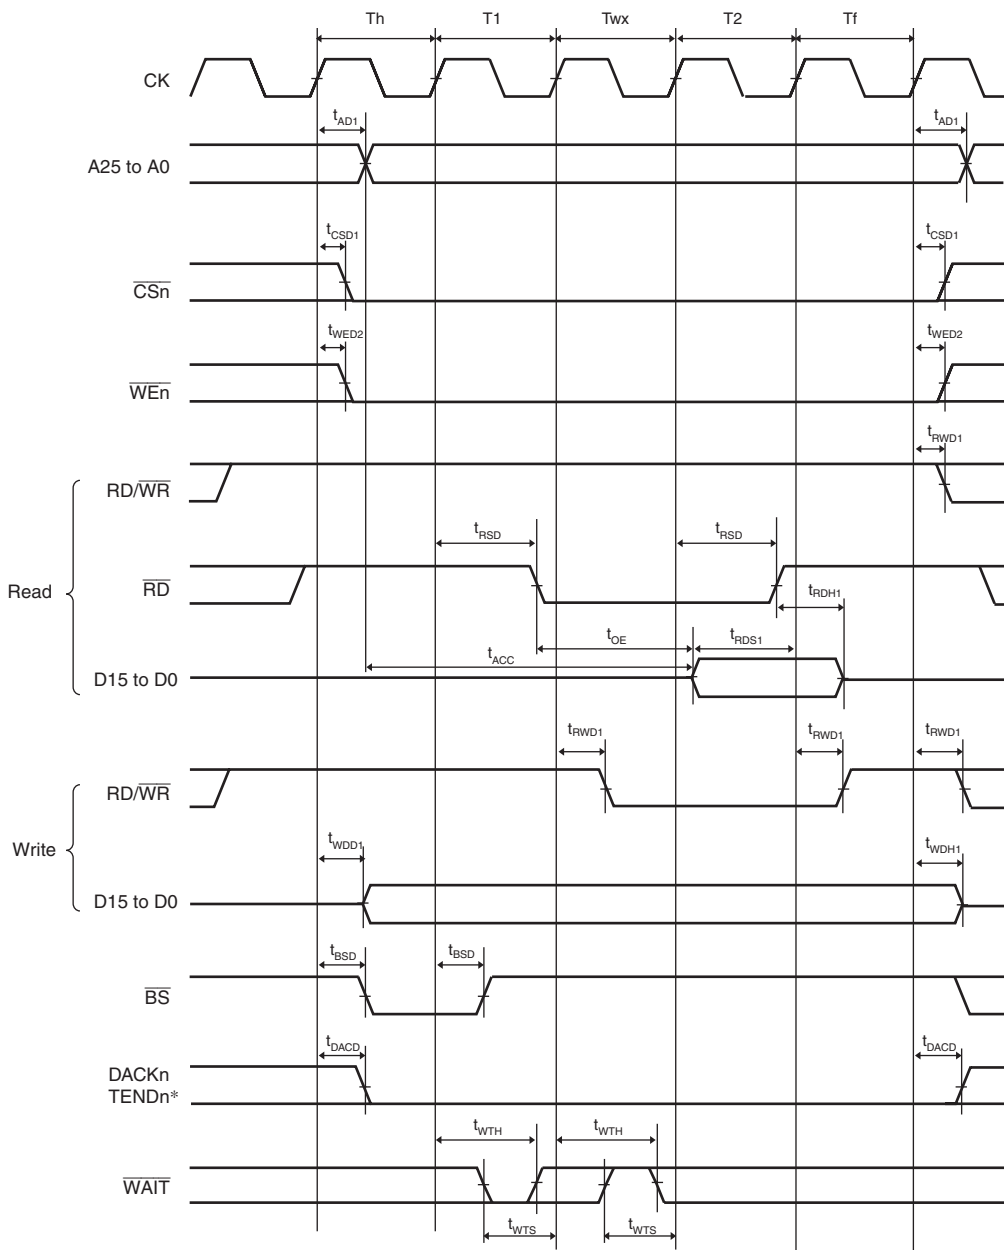 Th T1 Twx T2 Tf
CK
tAD1 tAD1
A25 to A0
tCSD1 tCSD1
CSn
tWED2 tWED2
WEn
tRWD1
RD/WR
tRSD tRSD
Read
RD
tRDH1
tOE tRDS1
tACC
D15 to D0
tRWD1 tRWD1 tRWD1
RD/WR
Write
tWDD1 tWDH1
D15 to D0
tBSD tBSD
BS
tDACD tDACD
DACKn
TENDn*
tWTH tWTH
WAIT
tWTS tWTS